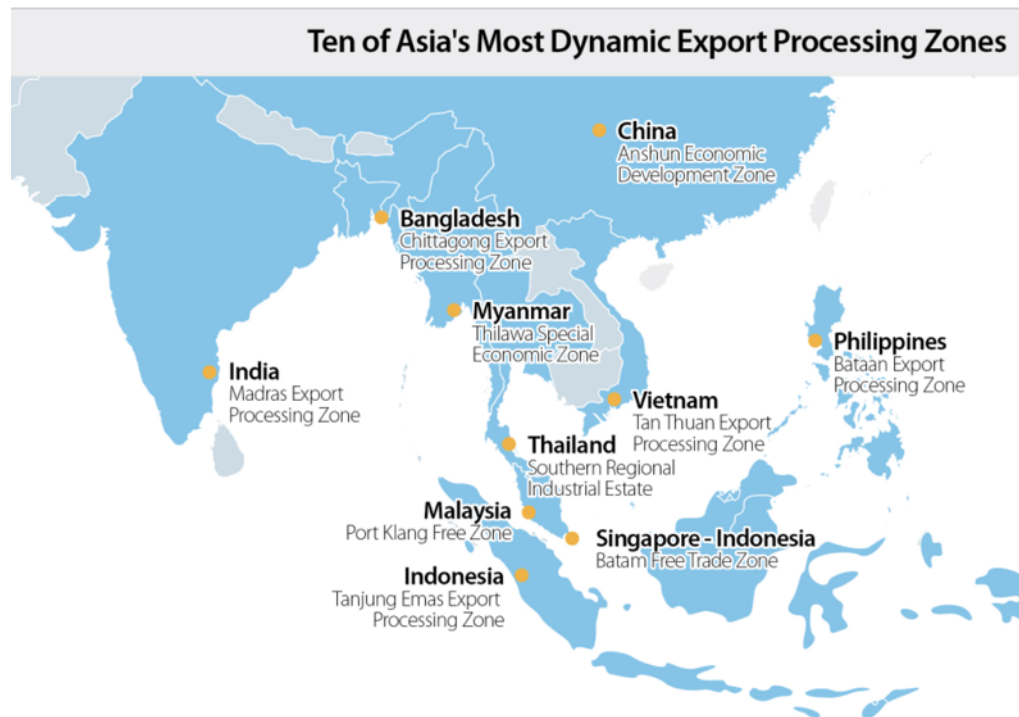 Ten of Asia's Most Dynamic Export Processing Zones
China
Anshun Economic
Development Zone
Bangladesh
Chittagong Export
Processing Zone
Myanmar
Thilawa Special
Economic Zone
Philippines
Bataan Export
Processing Zone
India
Madras Export
Processing Zone
Vietnam
Tan Thuan Export
Processing Zone
Thailand
Southern Regional
Industrial Estate
Malaysia
Port Klang Free Zone
Singapore - Indonesia
Batam Free Trade Zone
Indonesia
Tanjung Emas Export
Processing Zone